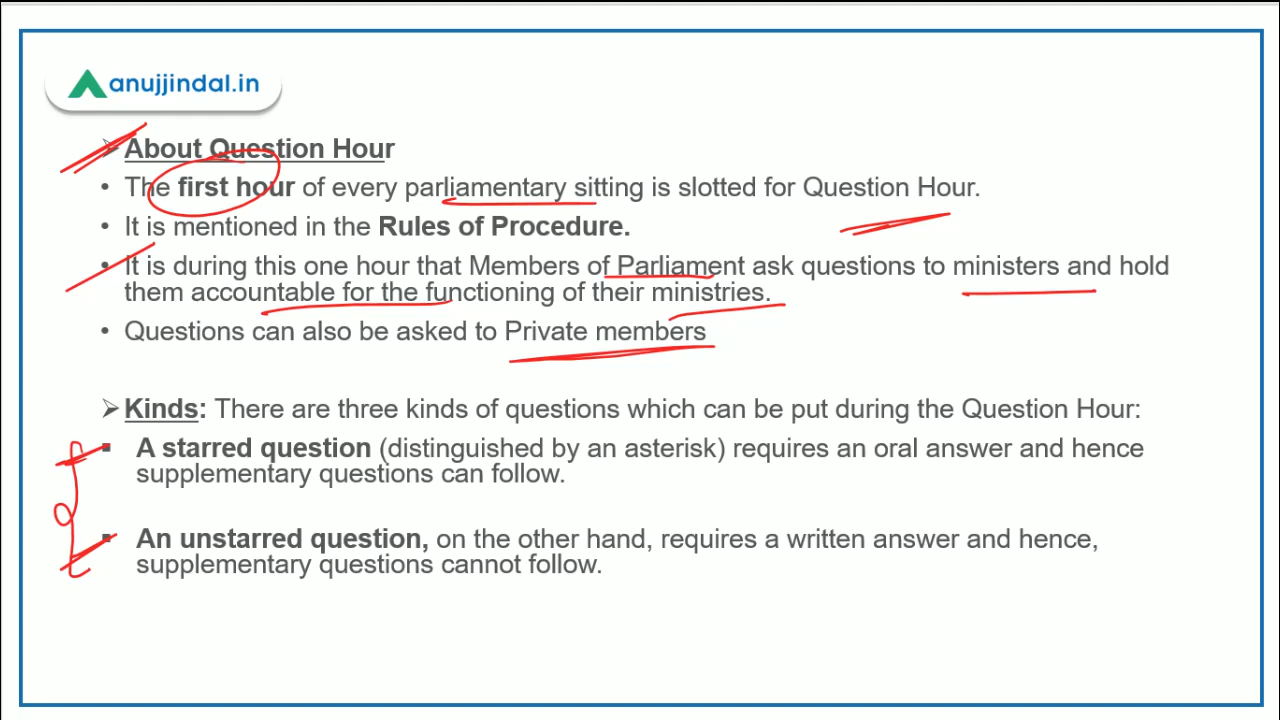 anujjindal.in
➢ About Question Hour
• The first hour of every parliamentary sitting is slotted for Question Hour.
• It is mentioned in the Rules of Procedure.
• It is during this one hour that Members of Parliament ask questions to ministers and hold
them accountable for the functioning of their ministries.
• Questions can also be asked to Private members
➢ Kinds: There are three kinds of questions which can be put during the Question Hour:
▪ A starred question (distinguished by an asterisk) requires an oral answer and hence
supplementary questions can follow.
▪ An unstarred question, on the other hand, requires a written answer and hence,
supplementary questions cannot follow.